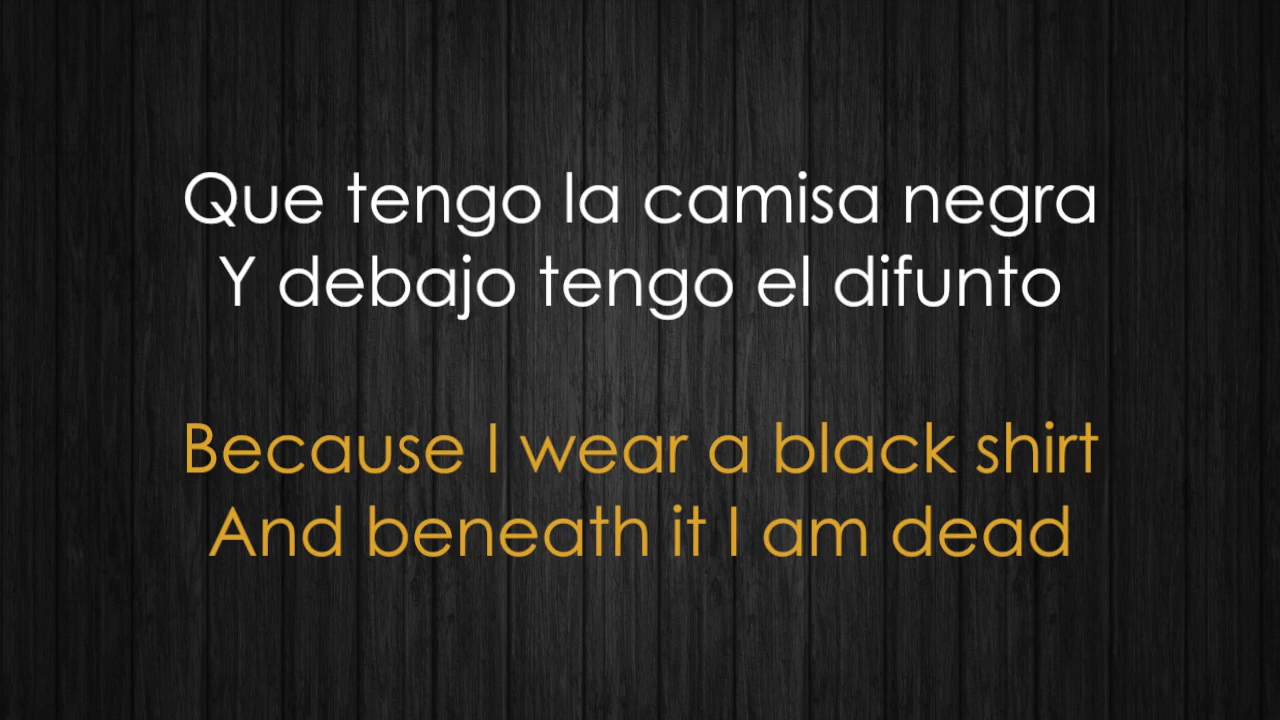 Que tengo la camisa negra
Y debajo tengo el difunto
Because I wear a black shirt
And beneath it I am dead